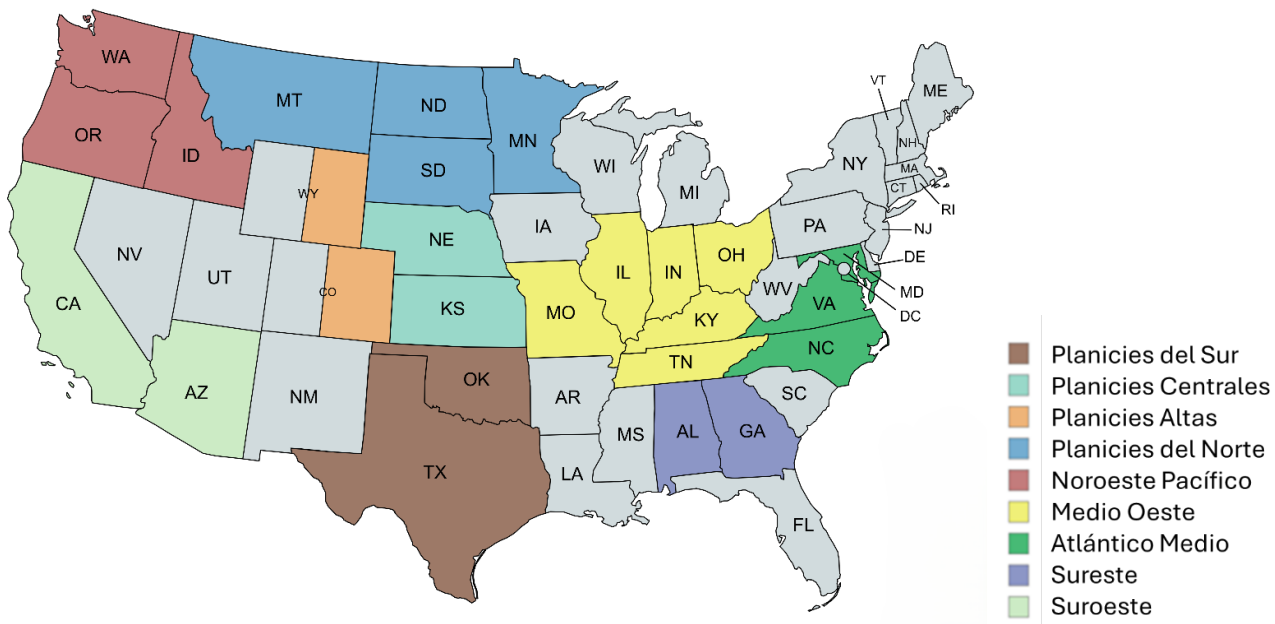 WA
OR
ID
MT
ND
SD
MN
WY
CO
NE
KS
NV
UT
CA
AZ
NM
OK
TX
IA
MO
AR
LA
WI
MI
IL
IN
OH
KY
TN
MS
AL
GA
FL
SC
NC
VA
WV
PA
NY
VT
NH
ME
MA
CT
RI
NJ
DE
MD
DC
Planicies del Sur
Planicies Centrales
Planicies Altas
Planicies del Norte
Noroeste Pacífico
Medio Oeste
Atlántico Medio
Sureste
Suroeste